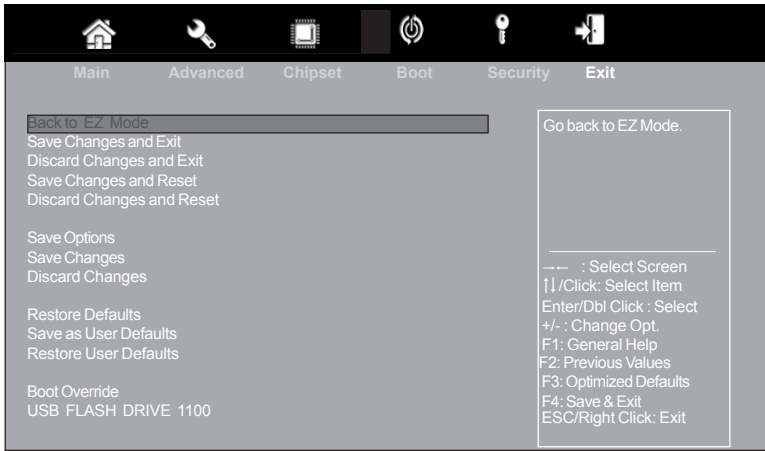 Main Advanced Chipset Boot Security Exit
Back to EZ Mode
Save Changes and Exit
Discard Changes and Exit
Save Changes and Reset
Discard Changes and Reset
Save Options
Save Changes
Discard Changes
Restore Defaults
Save as User Defaults
Restore User Defaults
Boot Override
USB FLASH DRIVE 1100
Go back to EZ Mode.
→← : Select Screen
↑↓/Click: Select Item
Enter/Dbl Click : Select
+/- : Change Opt.
F1: General Help
F2: Previous Values
F3: Optimized Defaults
F4: Save & Exit
ESC/Right Click: Exit